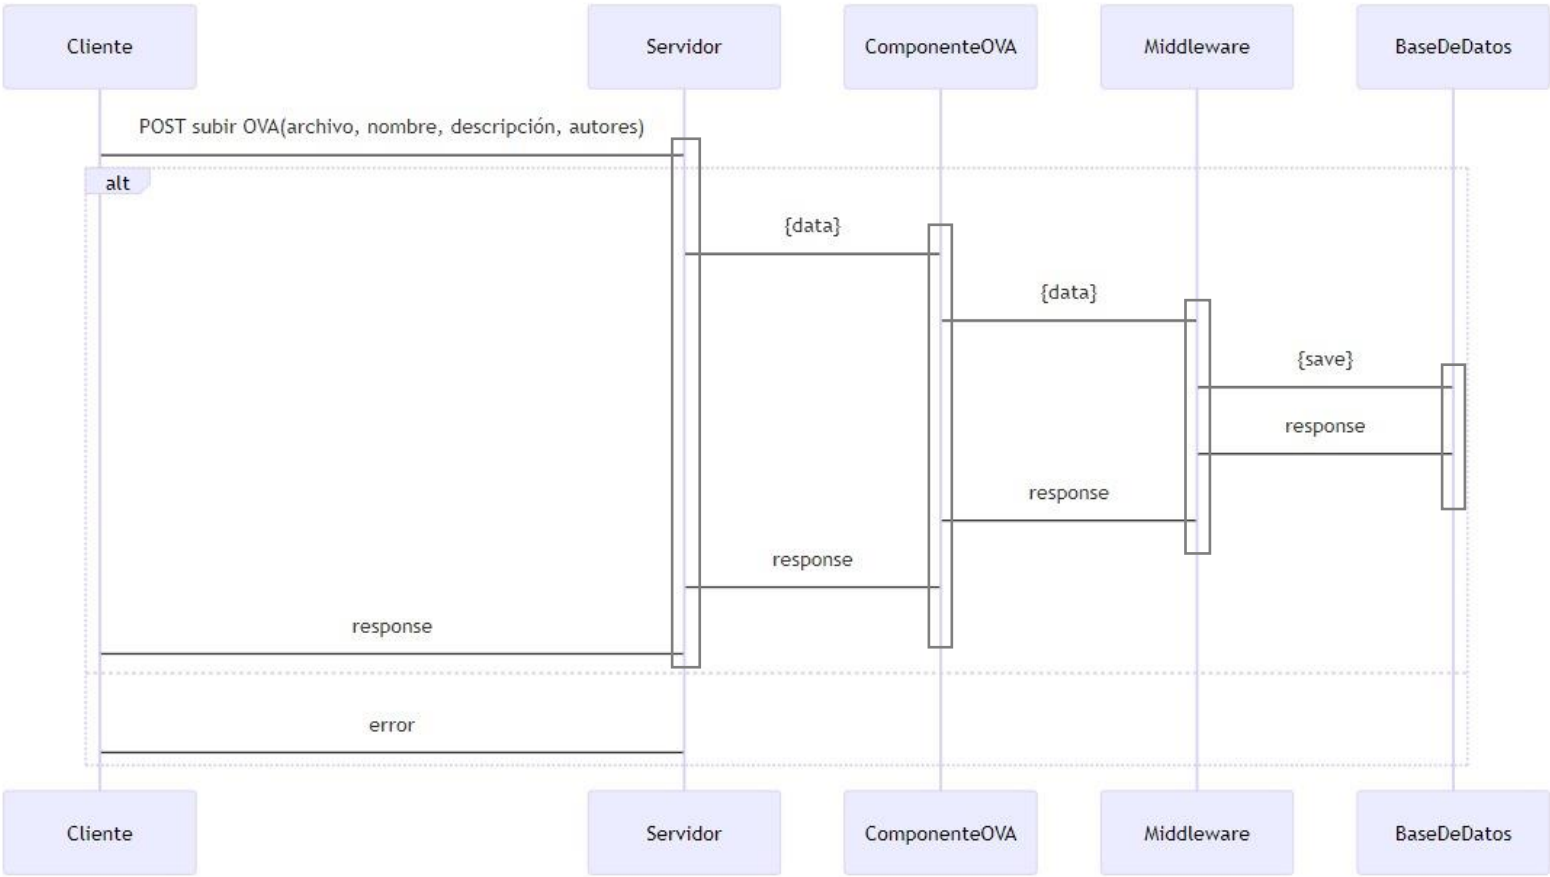 Cliente
Servidor
ComponenteOVA
Middleware
BaseDeDatos
POST subir OVA(archivo, nombre, descripción, autores)
alt
{data}
{data}
{save}
response
response
response
response
error
Cliente
Servidor
ComponenteOVA
Middleware
BaseDeDatos